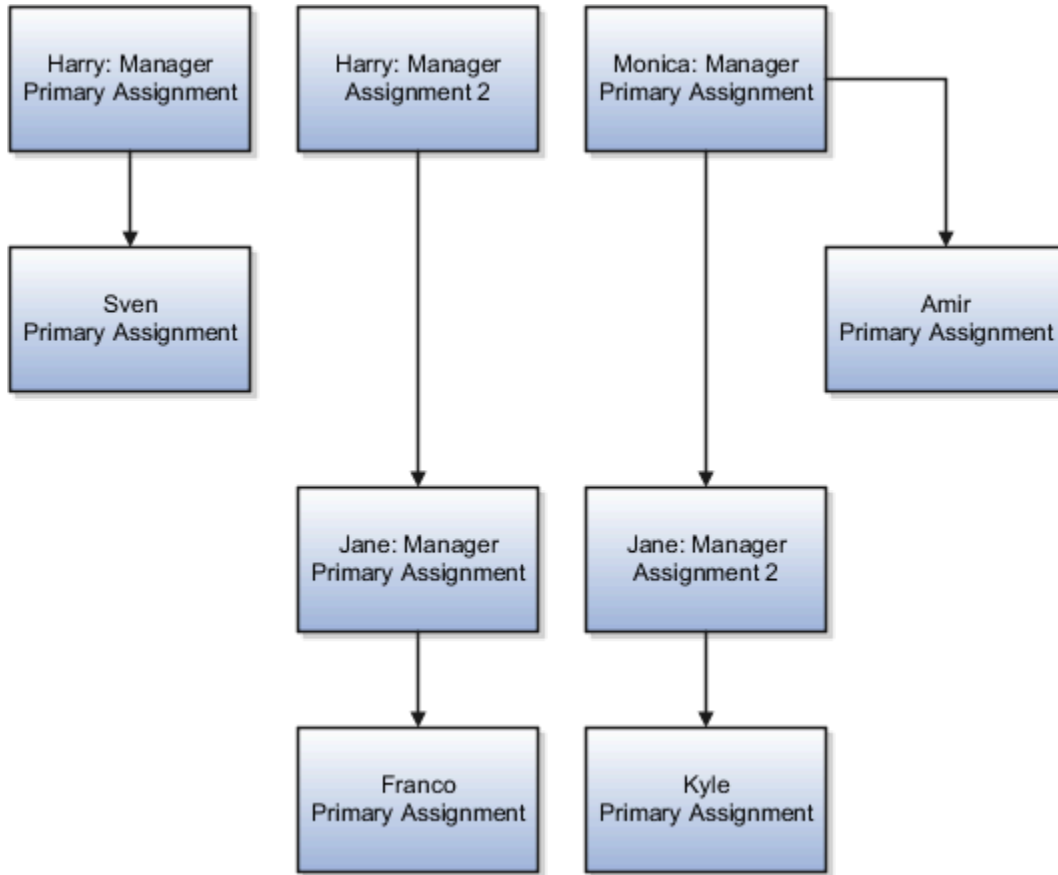 Harry: Manager
Primary Assignment
Harry: Manager
Assignment 2
Monica: Manager
Primary Assignment
Sven
Primary Assignment
Amir
Primary Assignment
Jane: Manager
Primary Assignment
Jane: Manager
Assignment 2
Franco
Primary Assignment
Kyle
Primary Assignment